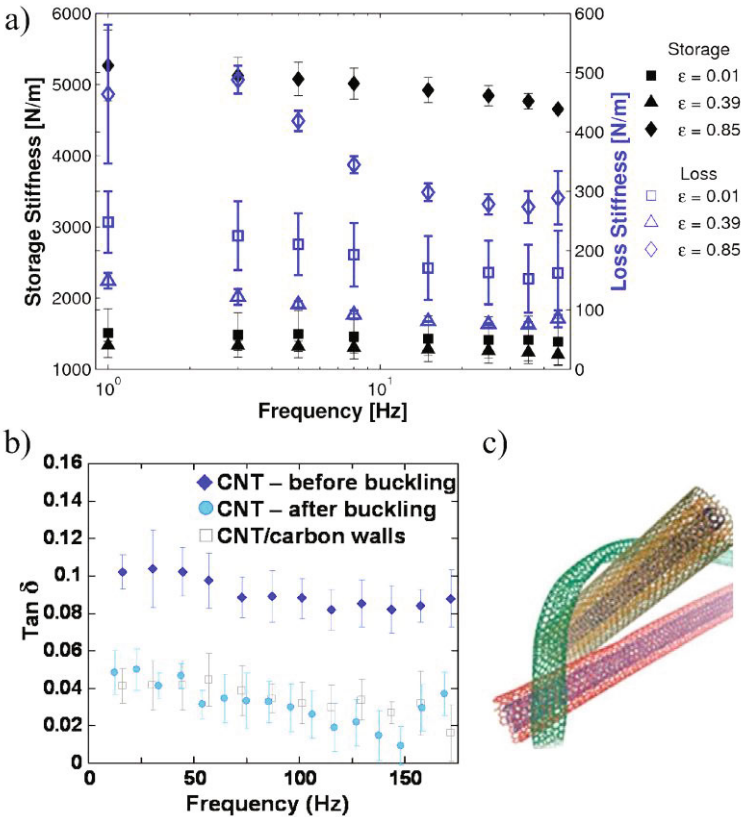 a)
6000
5000
4000
3000
2000
1000
Storage Stiffness [N/m]
600
500
400
300
200
100
0
Loss Stiffness [N/m]
10⁰
10¹
Frequency [Hz]
Storage
ε = 0.01
ε = 0.39
ε = 0.85
Loss
ε = 0.01
ε = 0.39
ε = 0.85
b)
0.16
0.14
0.12
0.1
0.08
0.06
0.04
0.02
0
Tan δ
CNT – before buckling
CNT – after buckling
CNT/carbon walls
0
50
100
150
Frequency (Hz)
c)